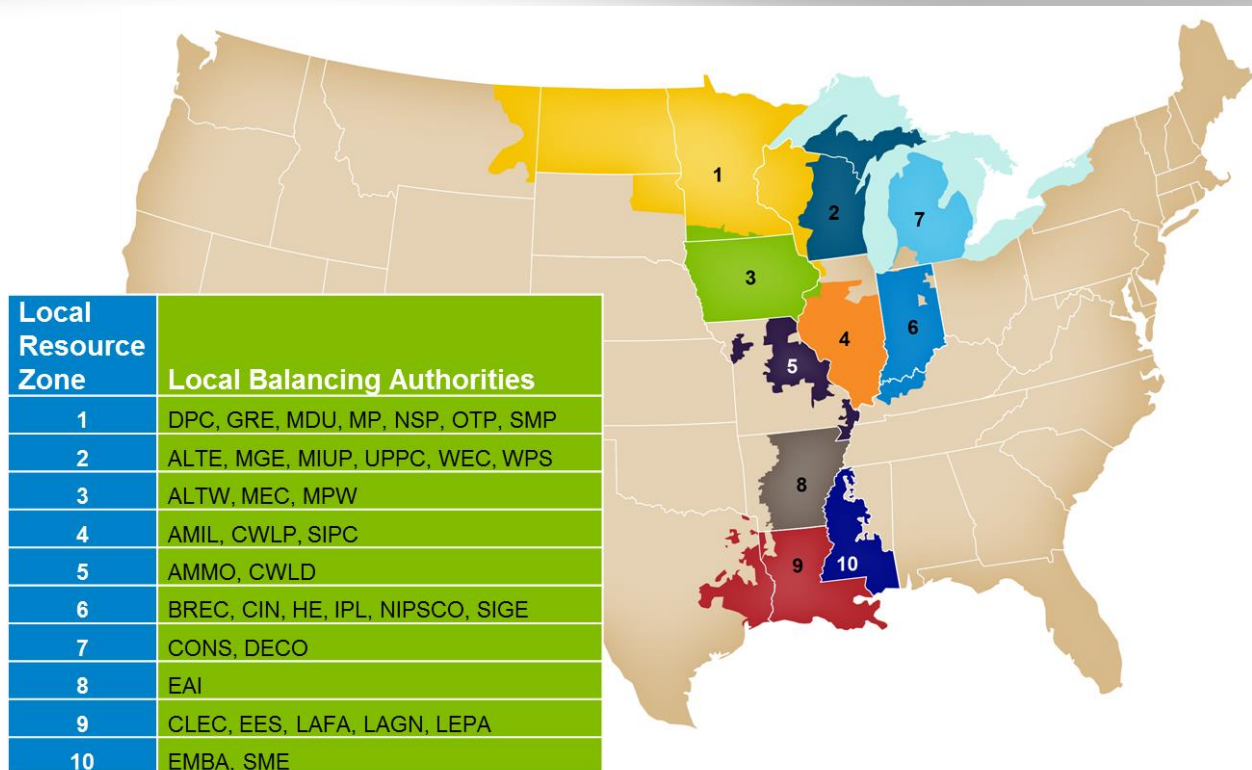 1
2
7
3
6
4
5
8
9
10
Local
Resource
Zone Local Balancing Authorities
1 DPC, GRE, MDU, MP, NSP, OTP, SMP
2 ALTE, MGE, MIUP, UPPC, WEC, WPS
3 ALTW, MEC, MPW
4 AMIL, CWLP, SIPC
5 AMMO, CWLD
6 BREC, CIN, HE, IPL, NIPSCO, SIGE
7 CONS, DECO
8 EAI
9 CLEC, EES, LAFA, LAGN, LEPA
10 EMBA, SME